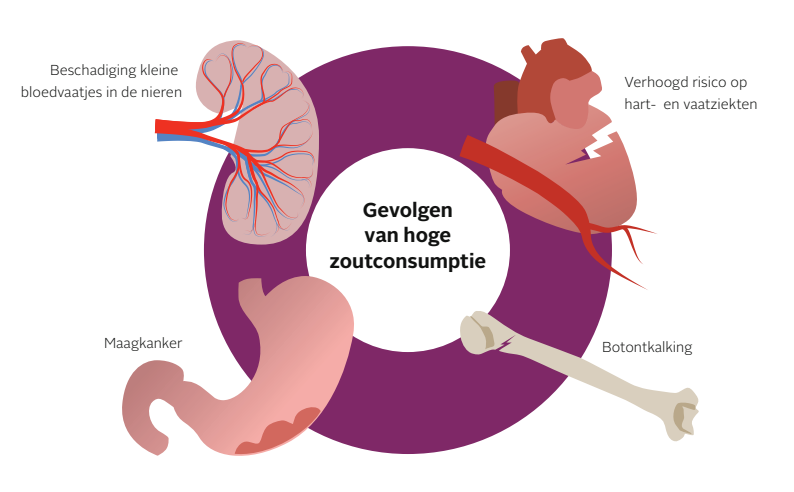 Beschadiging kleine
bloedvaatjes in de nieren
Verhoogd risico op
hart- en vaatziekten
Gevolgen
van hoge
zoutconsumptie
Maagkanker
Botontkalking